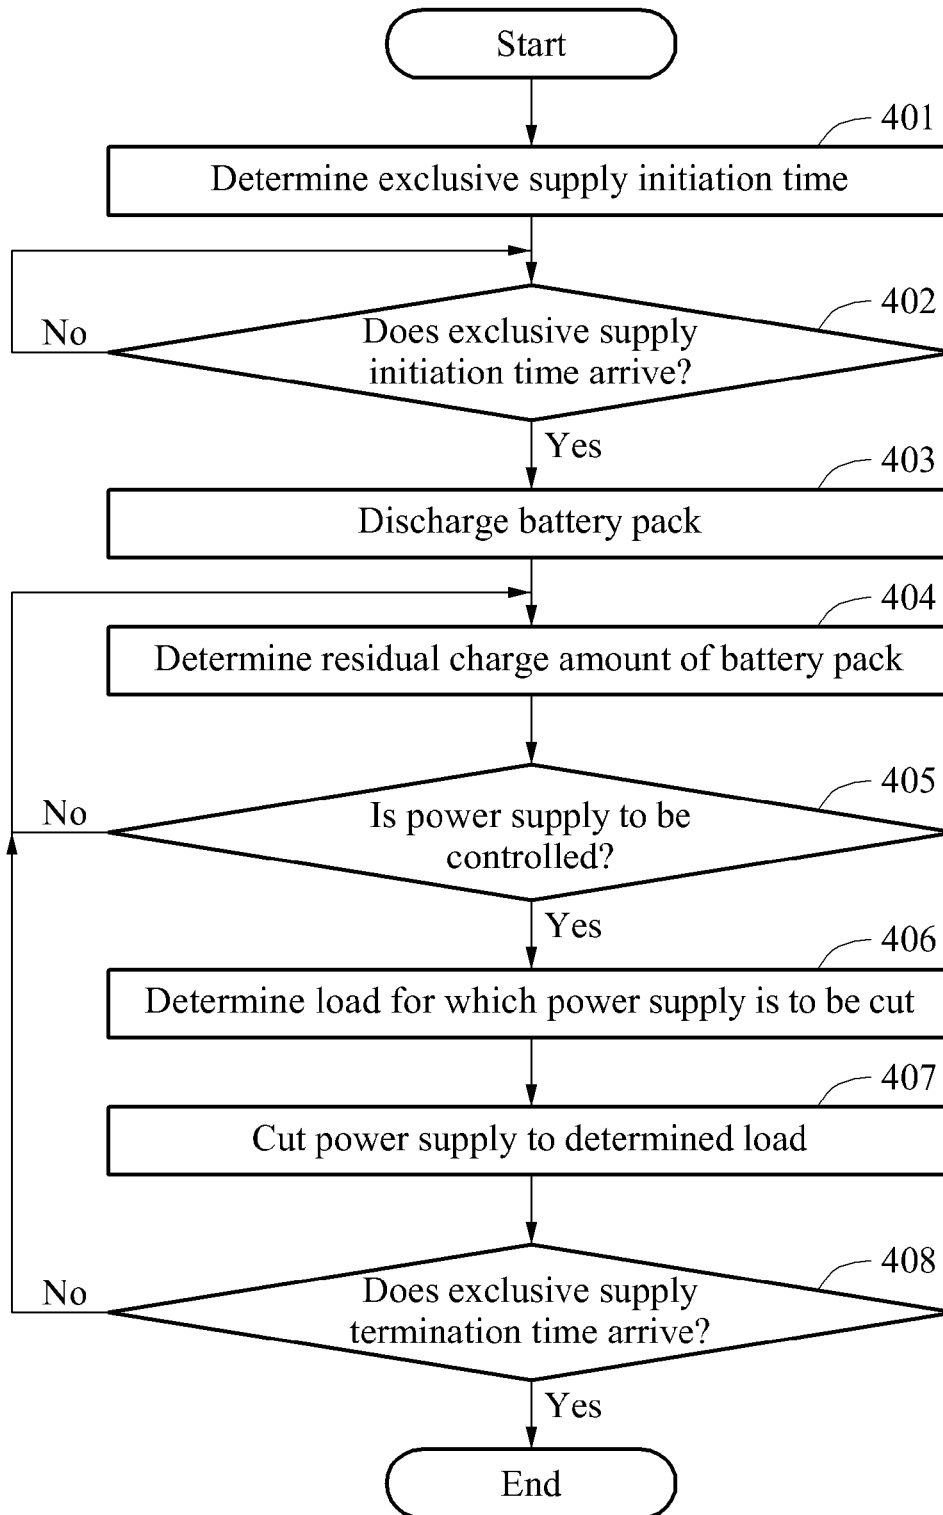 Start
401
Determine exclusive supply initiation time
402
Does exclusive supply
initiation time arrive?
No
Yes
403
Discharge battery pack
404
Determine residual charge amount of battery pack
405
Is power supply to be
controlled?
No
Yes
406
Determine load for which power supply is to be cut
407
Cut power supply to determined load
408
Does exclusive supply
termination time arrive?
No
Yes
End